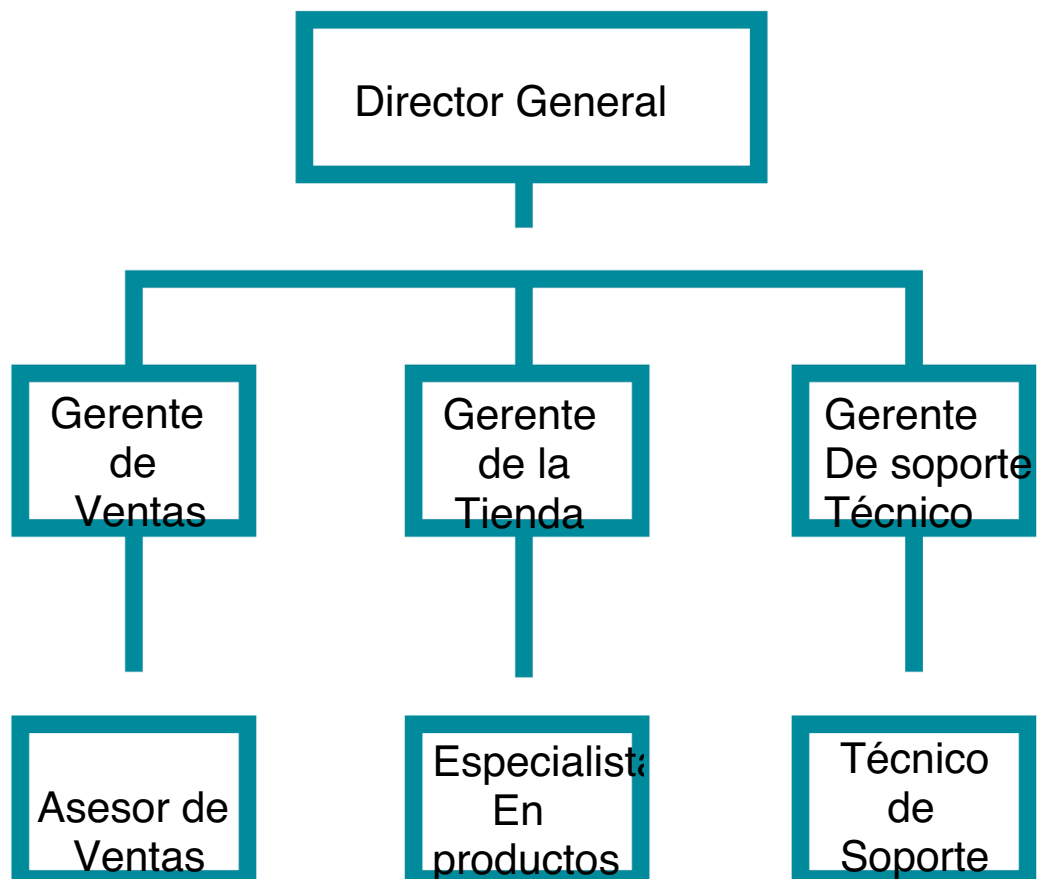 Director General
Gerente
de
Ventas
Gerente
de la
Tienda
Gerente
De soporte
Técnico
Asesor de
Ventas
Especialista
En
productos
Técnico
de
Soporte